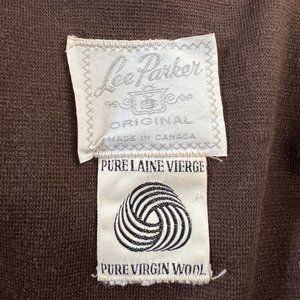 Lee Parker
ORIGINAL
MADE IN CANADA
PURE LAINE VIERGE
PURE VIRGIN WOOL